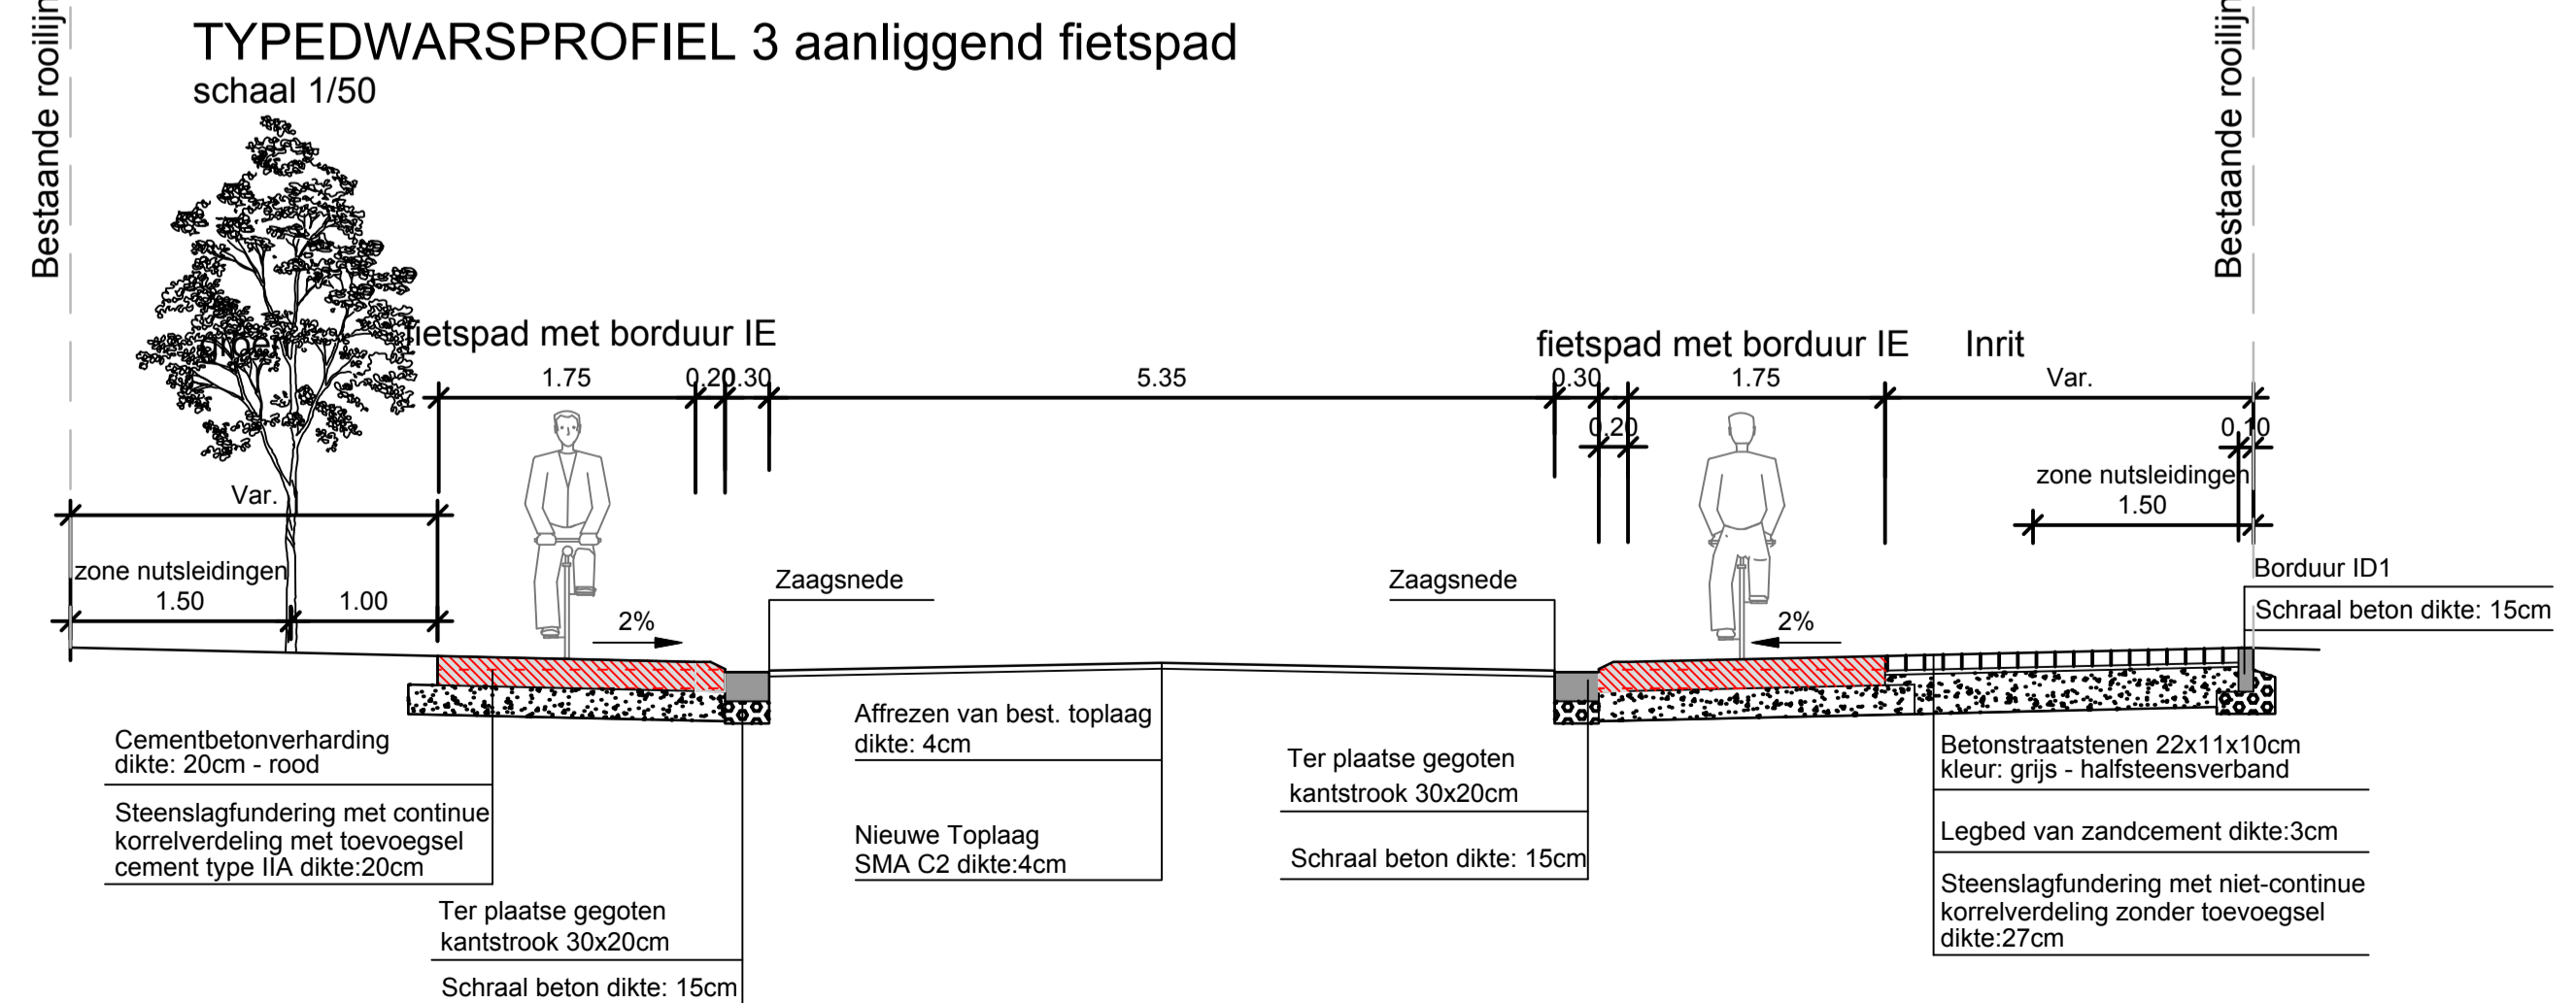 TYPEDWARSPROFIEL 3 aanliggend fietspad
schaal 1/50
Bestaande rooilijn
Bestaande rooilijn
fietspad met borduur IE
fietspad met borduur IE
Inrit
1.75
0.20
0.30
5.35
0.30
1.75
Var.
0.20
0.10
zone nutsleidingen
1.50
Var.
zone nutsleidingen
1.50
1.00
2%
Zaagsnede
Zaagsnede
2%
Borduur ID1
Schraal beton dikte: 15cm
Cementbetonverharding
dikte: 20cm - rood
Steenslagfundering met continue
korrelverdeling met toevoegsel
cement type IIA dikte:20cm
Ter plaatse gegoten
kantstrook 30x20cm
Schraal beton dikte: 15cm
Affrezen van best. toplaag
dikte: 4cm
Nieuwe Toplaag
SMA C2 dikte:4cm
Ter plaatse gegoten
kantstrook 30x20cm
Schraal beton dikte: 15cm
Betonstraatstenen 22x11x10cm
kleur: grijs - halfsteensverband
Legbed van zandcement dikte:3cm
Steenslagfundering met niet-continue
korrelverdeling zonder toevoegsel
dikte:27cm